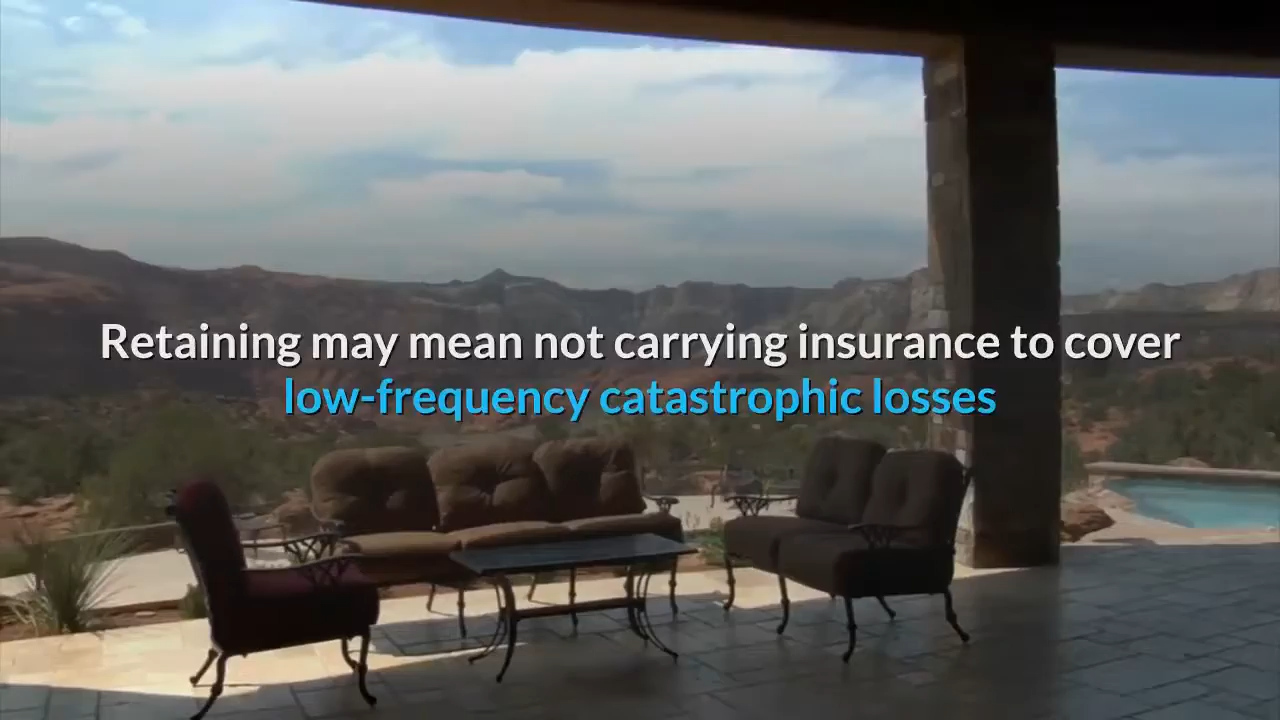 Retaining may mean not carrying insurance to cover
low-frequency catastrophic losses